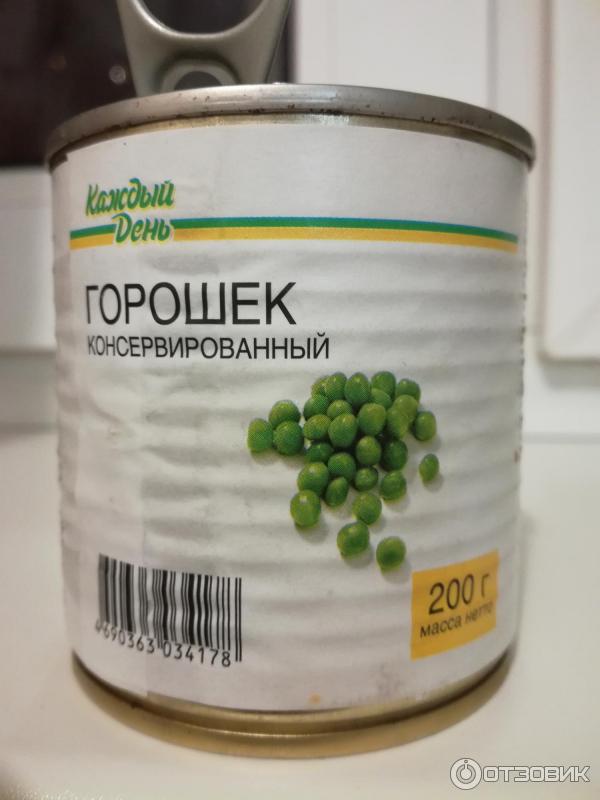 Каждый
День
ГОРОШЕК
КОНСЕРВИРОВАННЫЙ
200 г
масса нетто
4690363 034178
ОТЗОВИК